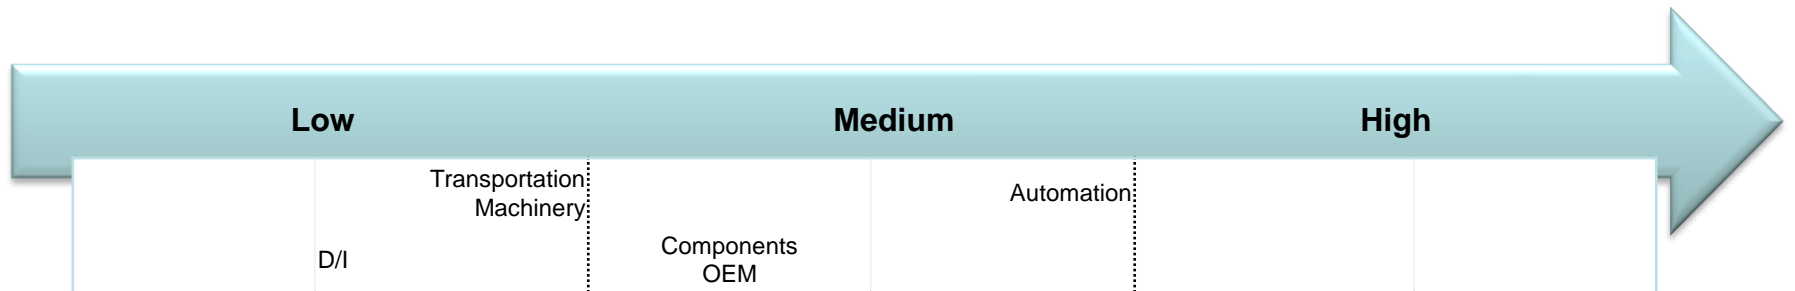 Low Medium High
Transportation
Machinery
Automation
D/I
Components
OEM